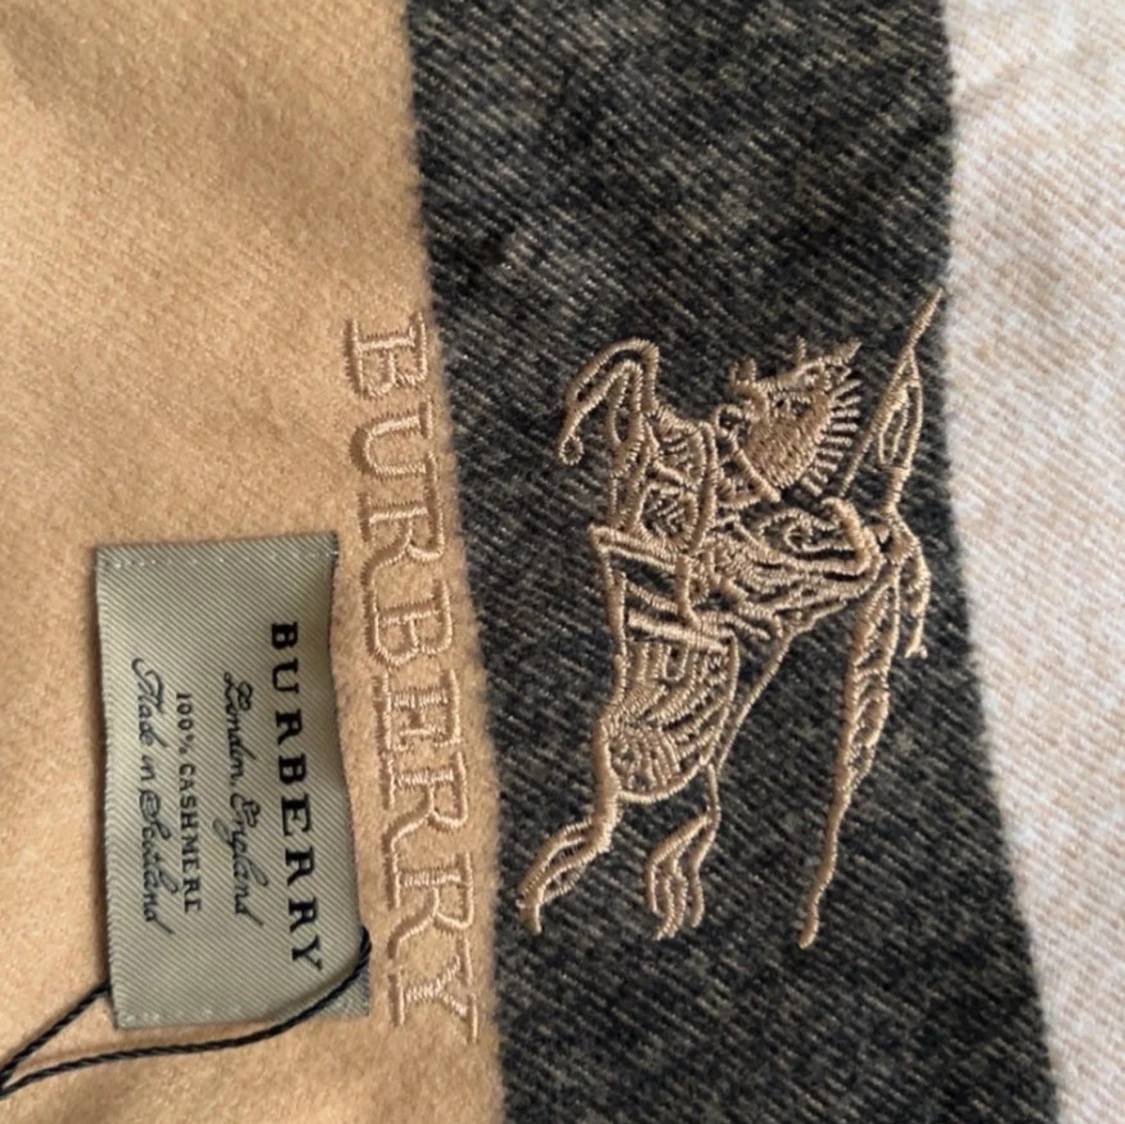 BURBERRY
BURBERRY
London, England
100% CASHMERE
Made in Scotland